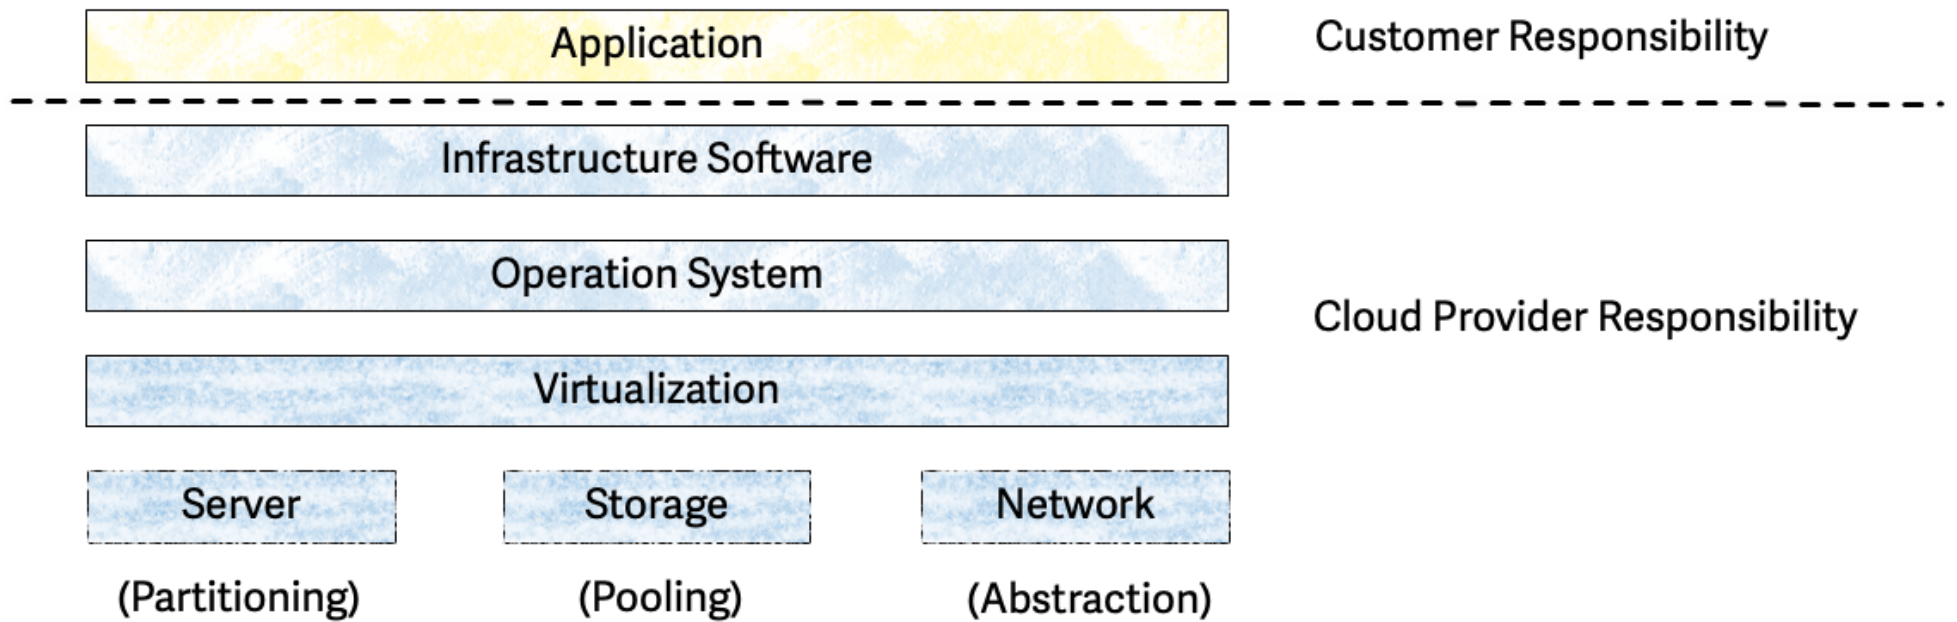 Application
Customer Responsibility
Infrastructure Software
Operation System
Cloud Provider Responsibility
Virtualization
Server
Storage
Network
(Partitioning)
(Pooling)
(Abstraction)